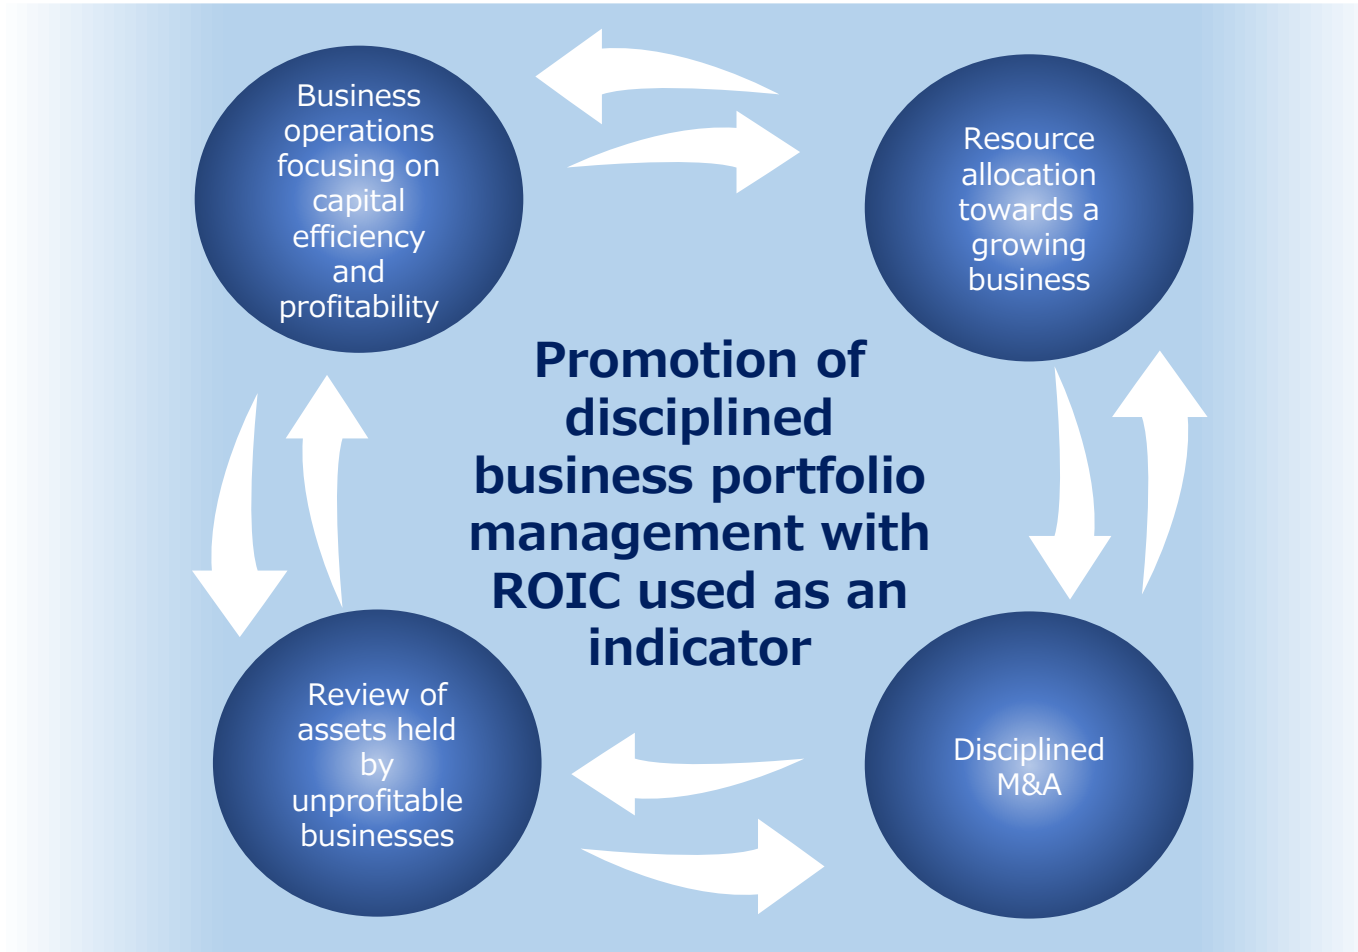 Business
operations
focusing on
capital
efficiency
and
profitability
Resource
allocation
towards a
growing
business
Promotion of
disciplined
business portfolio
management with
ROIC used as an
indicator
Review of
assets held
by
unprofitable
businesses
Disciplined
M&A